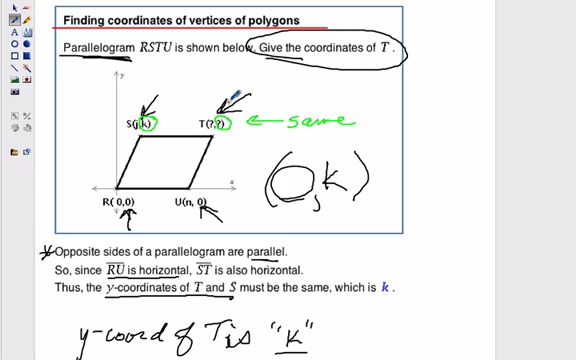 Finding coordinates of vertices of polygons
Parallelogram RSTU is shown below. Give the coordinates of T .
y
S(j,k) T(?,?) same
( , k)
x
R( 0,0) U(n, 0)
Opposite sides of a parallelogram are parallel.
So, since RU is horizontal, ST is also horizontal.
Thus, the y-coordinates of T and S must be the same, which is k .
y-coord of T is "k"